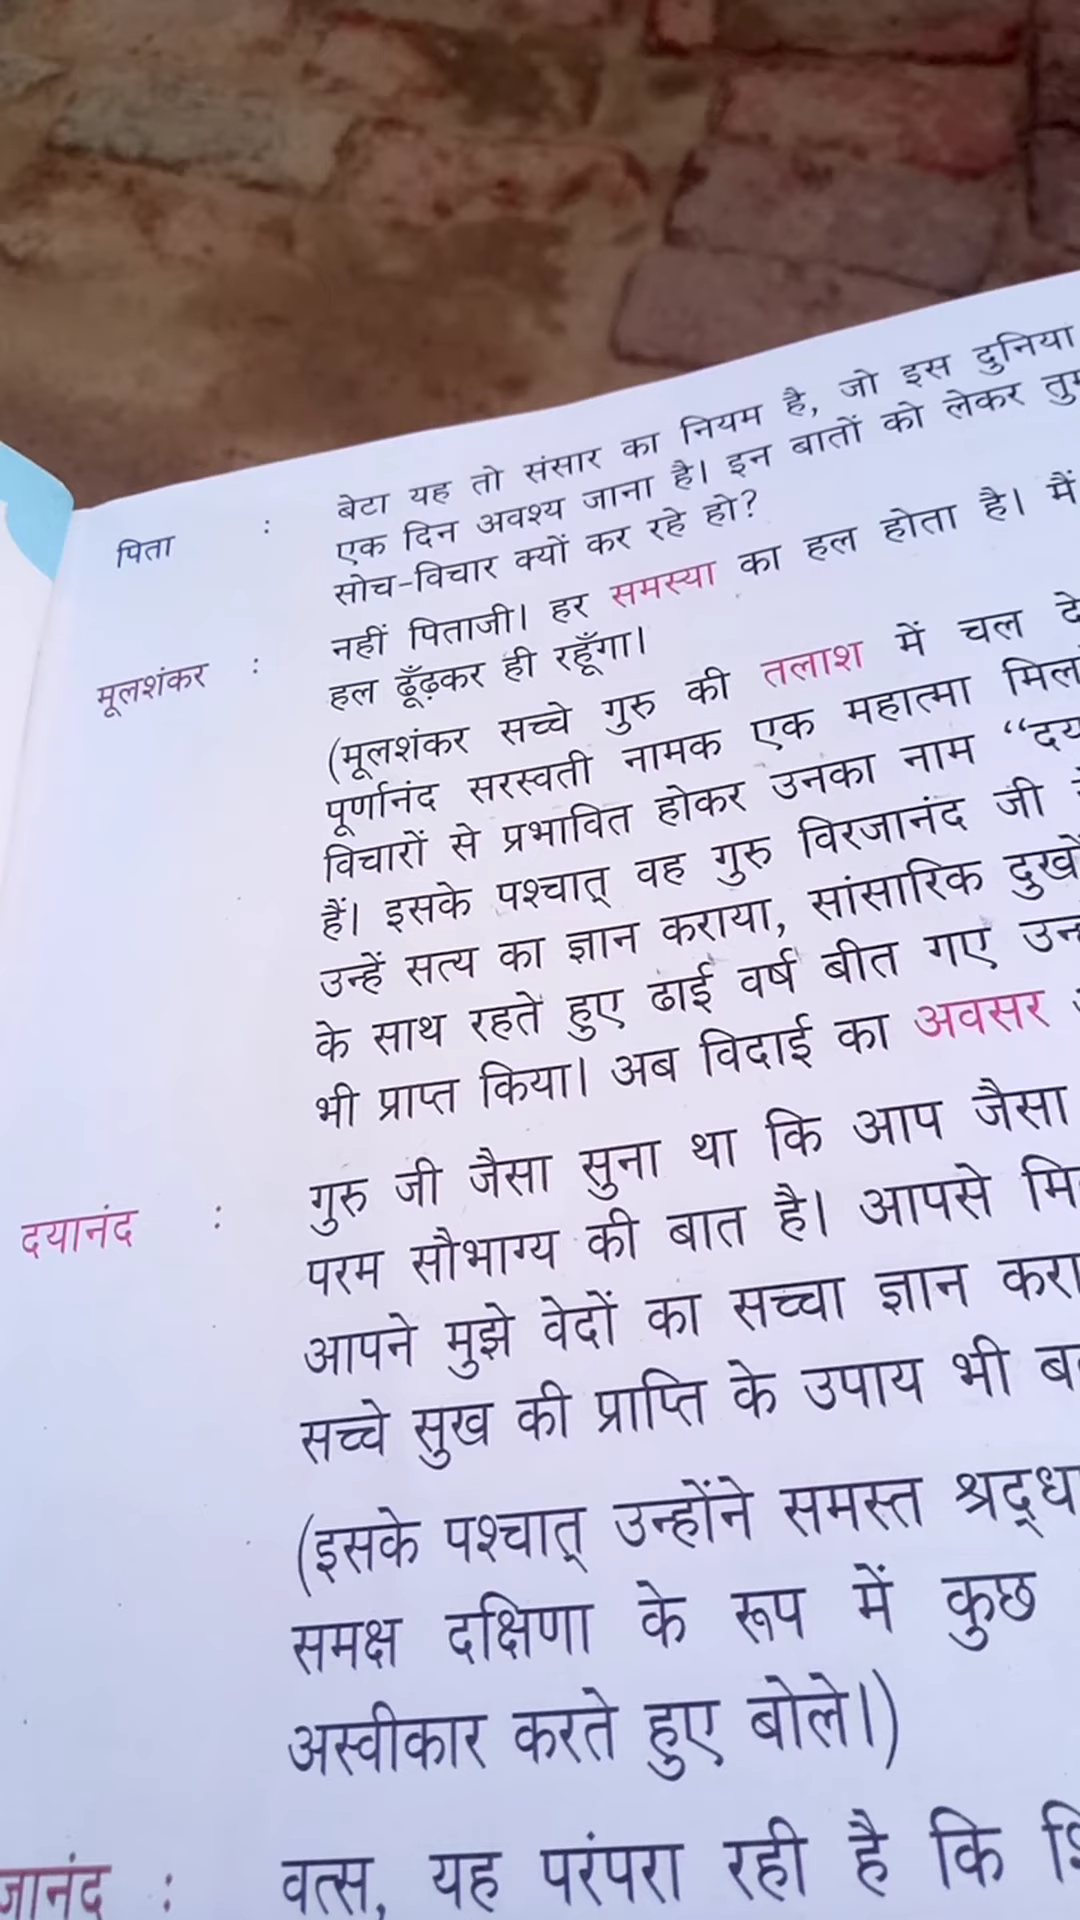 पिता : बेटा यह तो संसार का नियम है, जो इस दुनिया
एक दिन अवश्य जाना है। इन बातों को लेकर
सोच-विचार क्यों कर रहे हो?
मूलशंकर : नहीं पिताजी। हर समस्या का हल होता है। मैं
हल ढूँढ़कर ही रहूँगा।
(मूलशंकर सच्चे गुरु की तलाश में चल
पूर्णानंद सरस्वती नामक एक महात्मा
विचारों से प्रभावित होकर उनका नाम
हैं। इसके पश्चात् वह गुरु विरजानंद जी
उन्हें सत्य का ज्ञान कराया, सांसारिक दुखों
के साथ रहते हुए ढाई वर्ष बीत गए
भी प्राप्त किया। अब विदाई का अवसर
दयानंद : गुरु जी जैसा सुना था कि आप जैसा
परम सौभाग्य की बात है। आपसे
आपने मुझे वेदों का सच्चा ज्ञान
सच्चे सुख की प्राप्ति के उपाय भी
(इसके पश्चात् उन्होंने समस्त
समक्ष दक्षिणा के रूप में कुछ
अस्वीकार करते हुए बोले।)
जानंद : वत्स, यह परंपरा रही है कि